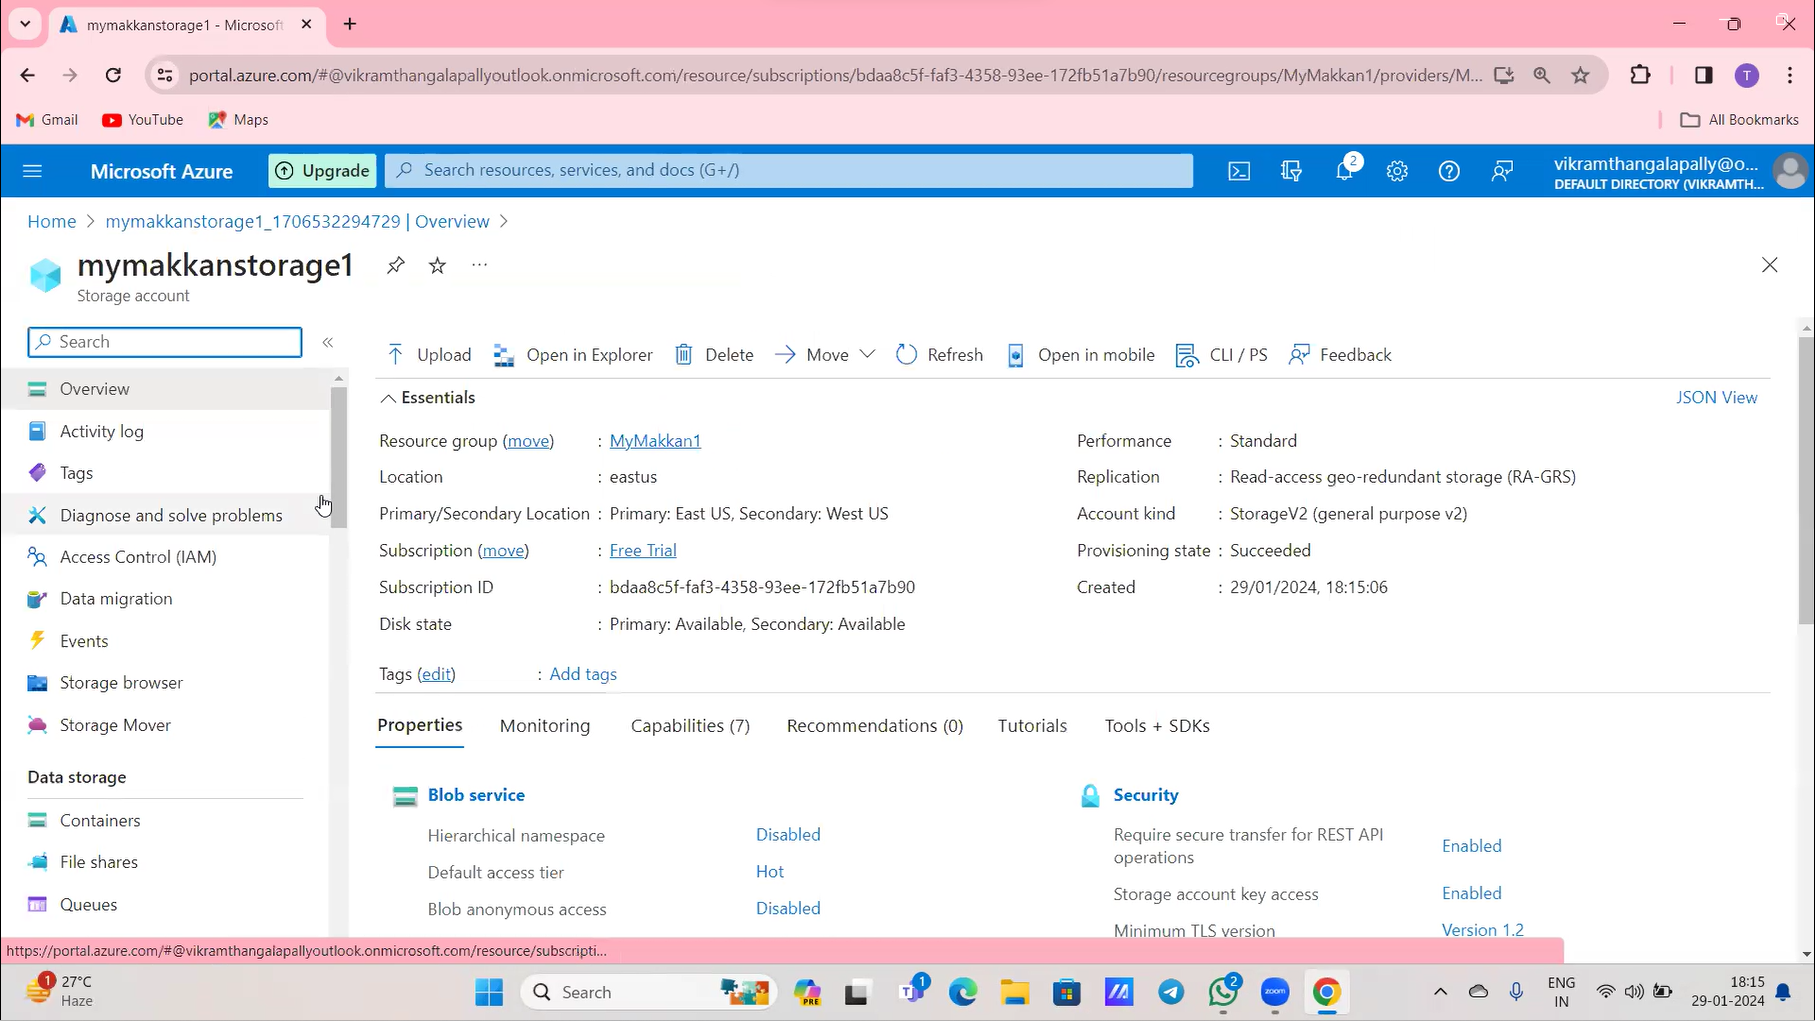 mymakkanstorage1 - Microsoft
portal.azure.com/#@vikramthangalapallyoutlook.onmicrosoft.com/resource/subscriptions/bdaa8c5f-faf3-4358-93ee-172fb51a7b90/resourcegroups/MyMakkan1/providers/M...
T
Gmail
YouTube
Maps
All Bookmarks
Microsoft Azure
Upgrade
Search resources, services, and docs (G+/)
2
vikramthangalapally@o...
DEFAULT DIRECTORY (VIKRAMTH...
Home > mymakkanstorage1_1706532294729 | Overview >
mymakkanstorage1
...
Storage account
Search
«
Upload
Open in Explorer
Delete
Move
Refresh
Open in mobile
CLI / PS
Feedback
Overview
Activity log
Tags
Diagnose and solve problems
Access Control (IAM)
Data migration
Events
Storage browser
Storage Mover
Data storage
Containers
File shares
Queues
Essentials
JSON View
Resource group (move) : MyMakkan1
Location : eastus
Primary/Secondary Location : Primary: East US, Secondary: West US
Subscription (move) : Free Trial
Subscription ID : bdaa8c5f-faf3-4358-93ee-172fb51a7b90
Disk state : Primary: Available, Secondary: Available
Performance : Standard
Replication : Read-access geo-redundant storage (RA-GRS)
Account kind : StorageV2 (general purpose v2)
Provisioning state : Succeeded
Created : 29/01/2024, 18:15:06
Tags (edit) : Add tags
Properties
Monitoring
Capabilities (7)
Recommendations (0)
Tutorials
Tools + SDKs
Blob service
Hierarchical namespace Disabled
Default access tier Hot
Blob anonymous access Disabled
Security
Require secure transfer for REST API
operations
Enabled
Storage account key access Enabled
Minimum TLS version Version 1.2
https://portal.azure.com/#@vikramthangalapallyoutlook.onmicrosoft.com/resource/subscripti...
1
27°C
Haze
Search
PRE
1
2
zoom
ENG
IN
18:15
29-01-2024